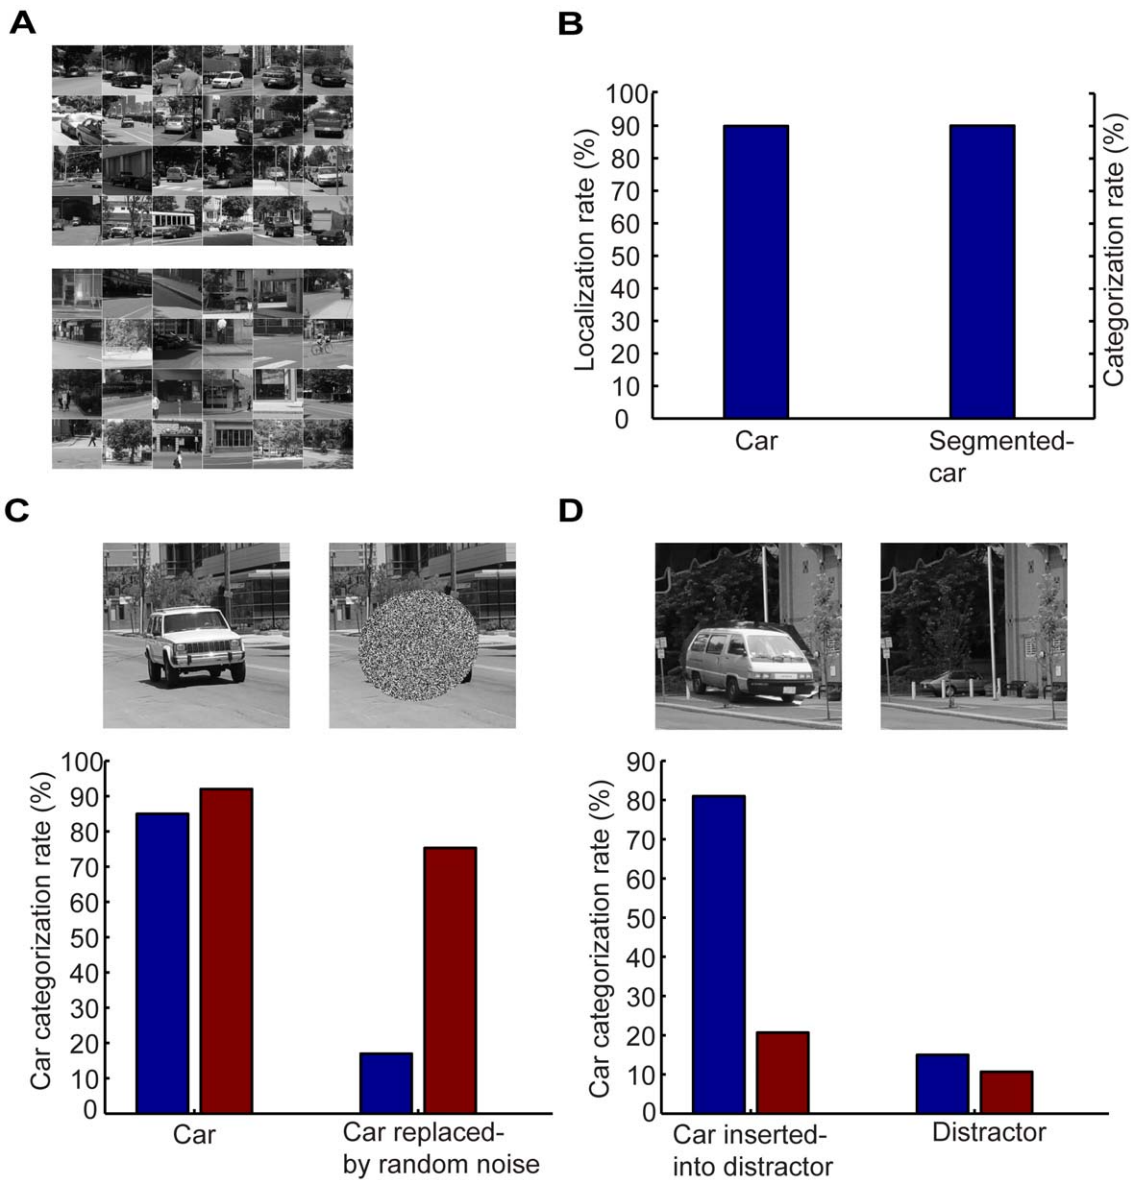 A
B
100
90
80
70
60
50
40
30
20
10
0
Localization rate (%)
Categorization rate (%)
Car
Segmented-
car
C
D
100
90
80
70
60
50
40
30
20
10
0
Car categorization rate (%)
Car
Car replaced-
by random noise
90
80
70
60
50
40
30
20
10
0
Car categorization rate (%)
Car inserted-
into distractor
Distractor